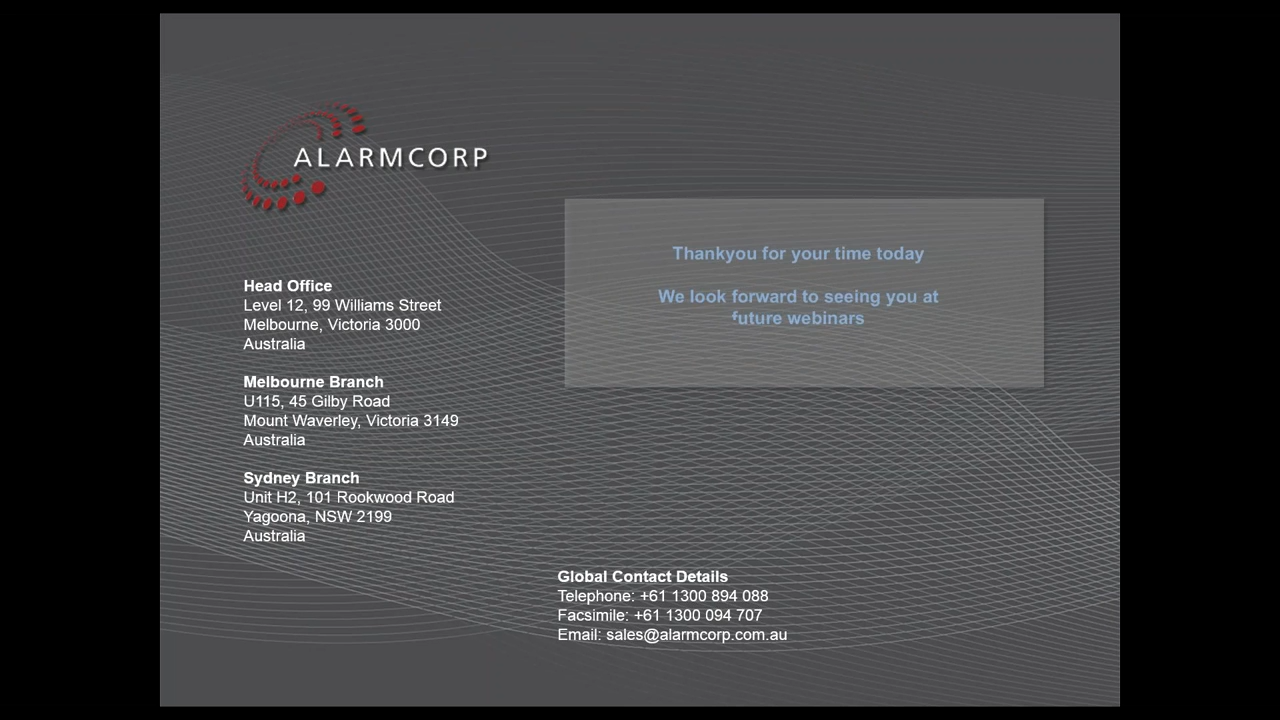 ALARMCORP
Thankyou for your time today
We look forward to seeing you at
future webinars
Head Office
Level 12, 99 Williams Street
Melbourne, Victoria 3000
Australia
Melbourne Branch
U115, 45 Gilby Road
Mount Waverley, Victoria 3149
Australia
Sydney Branch
Unit H2, 101 Rookwood Road
Yagoona, NSW 2199
Australia
Global Contact Details
Telephone: +61 1300 894 088
Facsimile: +61 1300 094 707
Email: sales@alarmcorp.com.au